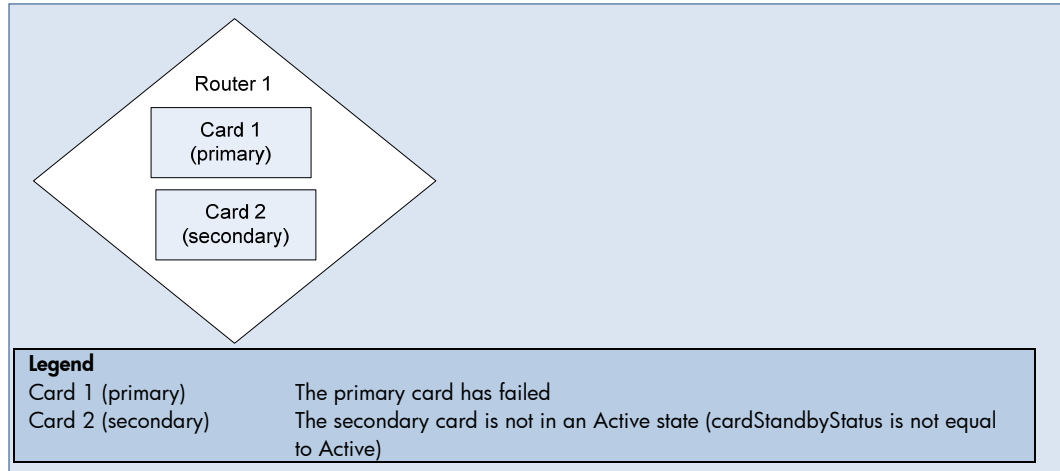 Router 1
Card 1
(primary)
Card 2
(secondary)
Legend
Card 1 (primary) The primary card has failed
Card 2 (secondary) The secondary card is not in an Active state (cardStandbyStatus is not equal
to Active)